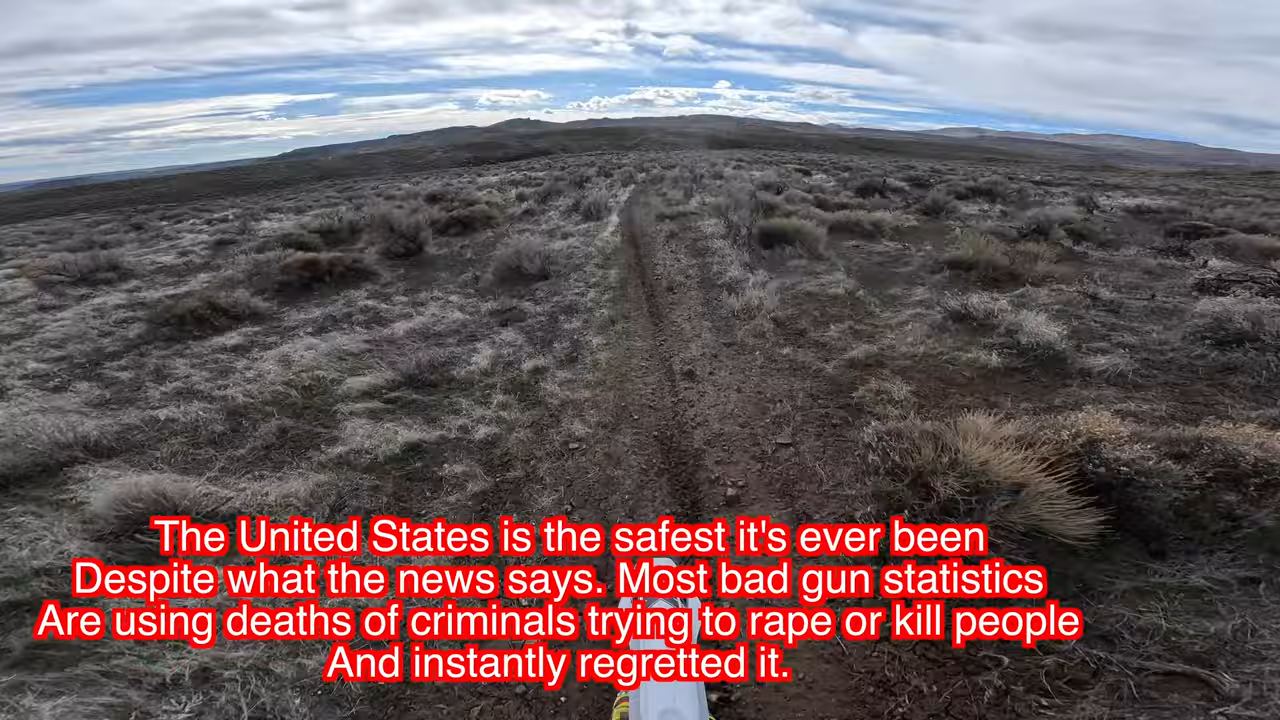 The United States is the safest it's ever been
Despite what the news says. Most bad gun statistics
Are using deaths of criminals trying to rape or kill people
And instantly regretted it.